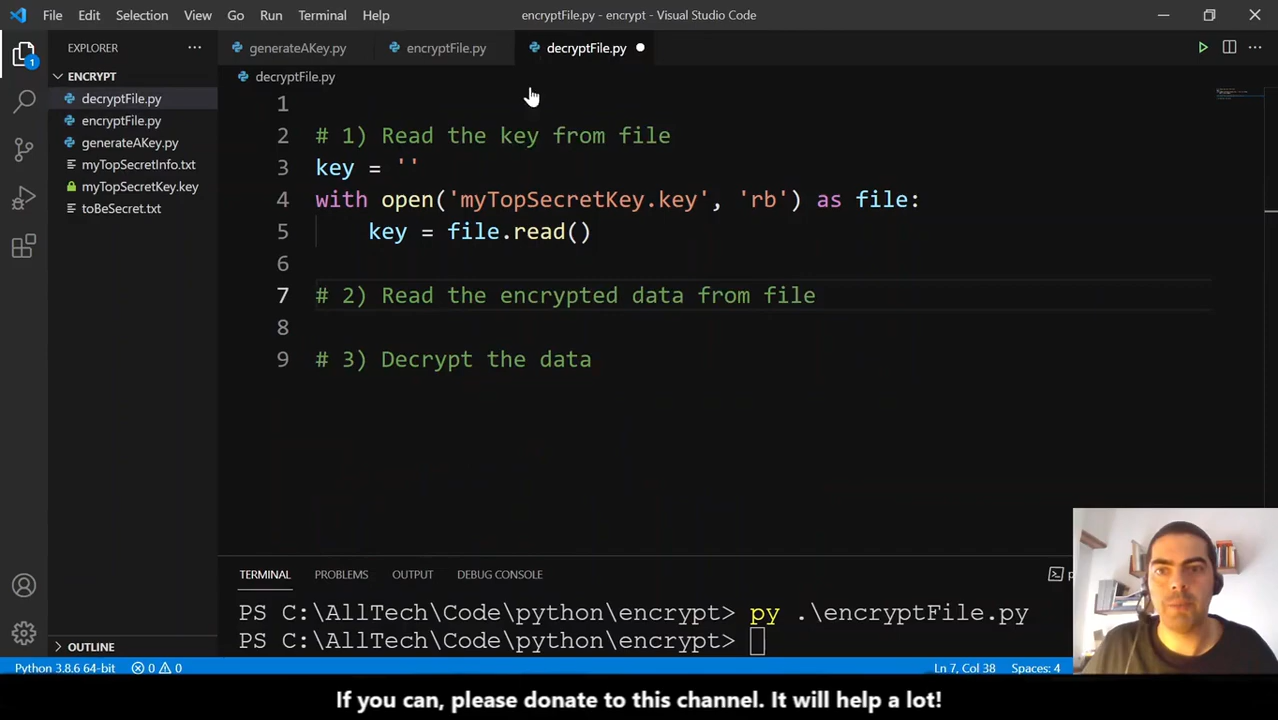 File Edit Selection View Go Run Terminal Help
encryptFile.py - encrypt - Visual Studio Code
EXPLORER
generateAKey.py
encryptFile.py
decryptFile.py
ENCRYPT
decryptFile.py
encryptFile.py
generateAKey.py
myTopSecretInfo.txt
myTopSecretKey.key
toBeSecret.txt
OUTLINE
1
decryptFile.py
1
2 # 1) Read the key from file
3 key = ''
4 with open('myTopSecretKey.key', 'rb') as file:
5 key = file.read()
6
7 # 2) Read the encrypted data from file
8
9 # 3) Decrypt the data
TERMINAL PROBLEMS OUTPUT DEBUG CONSOLE
PS C:\AllTech\Code\python\encrypt> py .\encryptFile.py
PS C:\AllTech\Code\python\encrypt>
Python 3.8.6 64-bit 0 0 Ln 7, Col 38 Spaces: 4
If you can, please donate to this channel. It will help a lot!